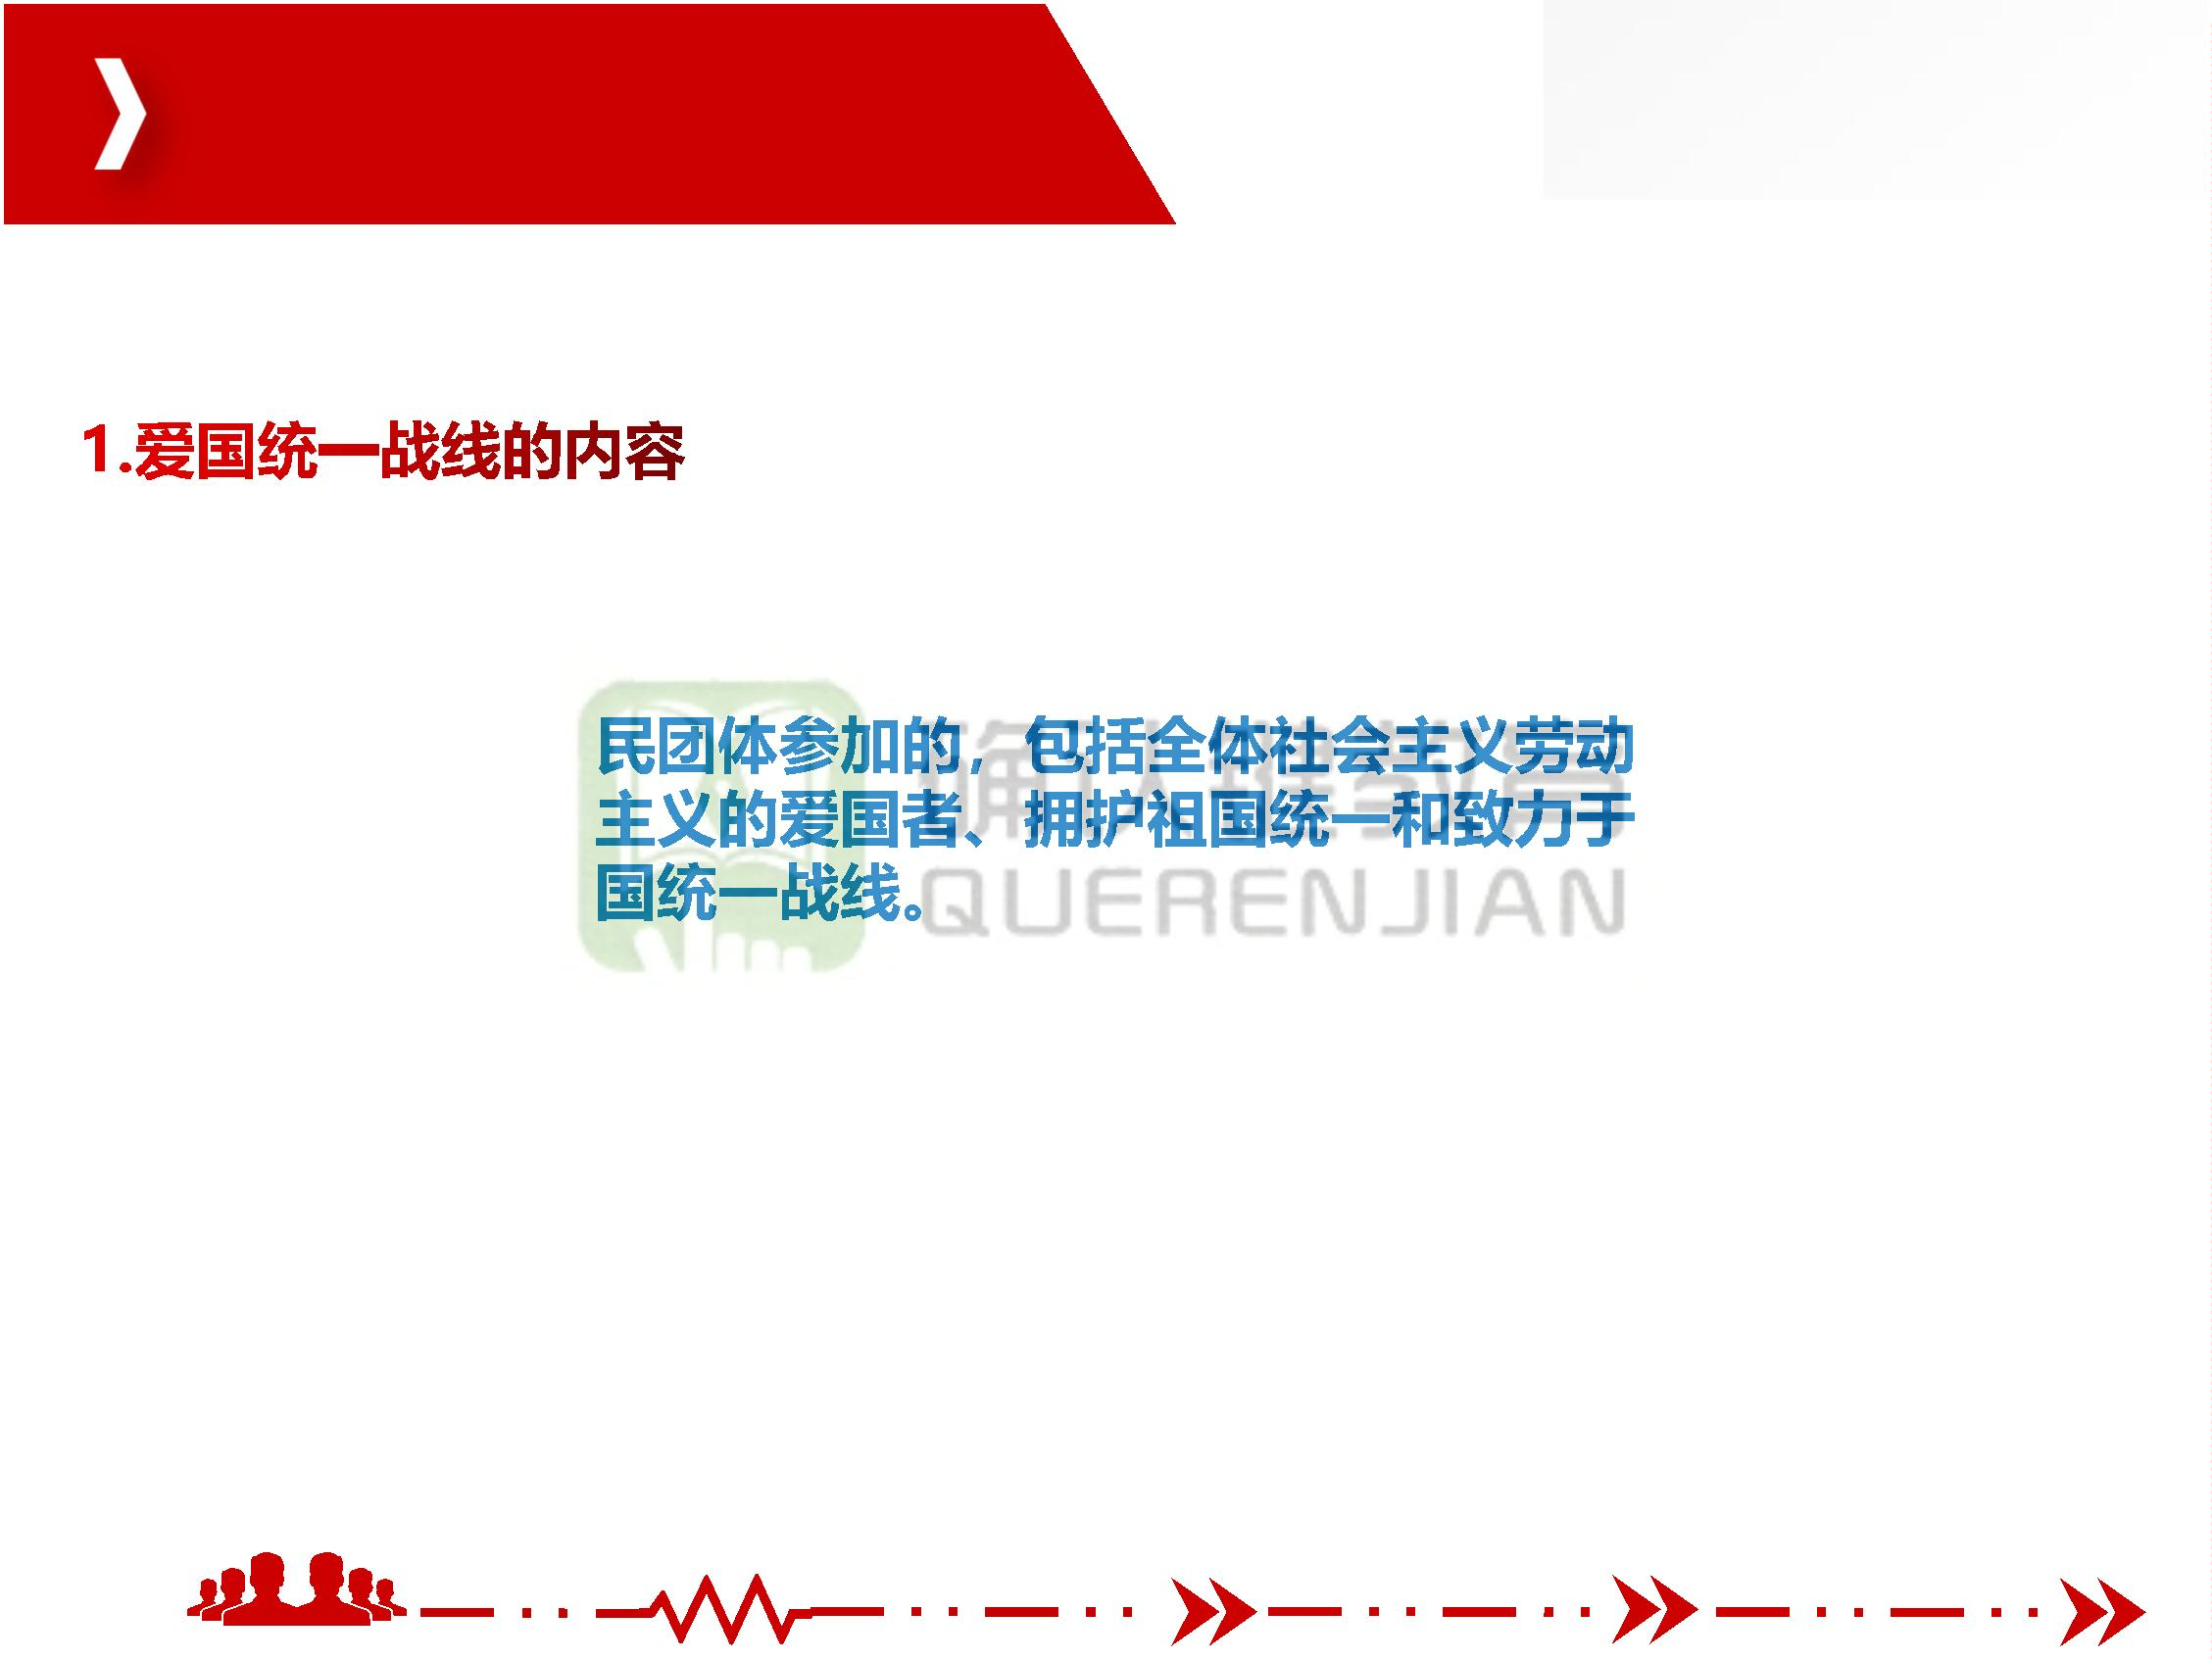 1.爱国统一战线的内容
民团体参加的，包括全体社会主义劳动
主义的爱国者、拥护祖国统一和致力于
国统一战线。
QUERENJIAN